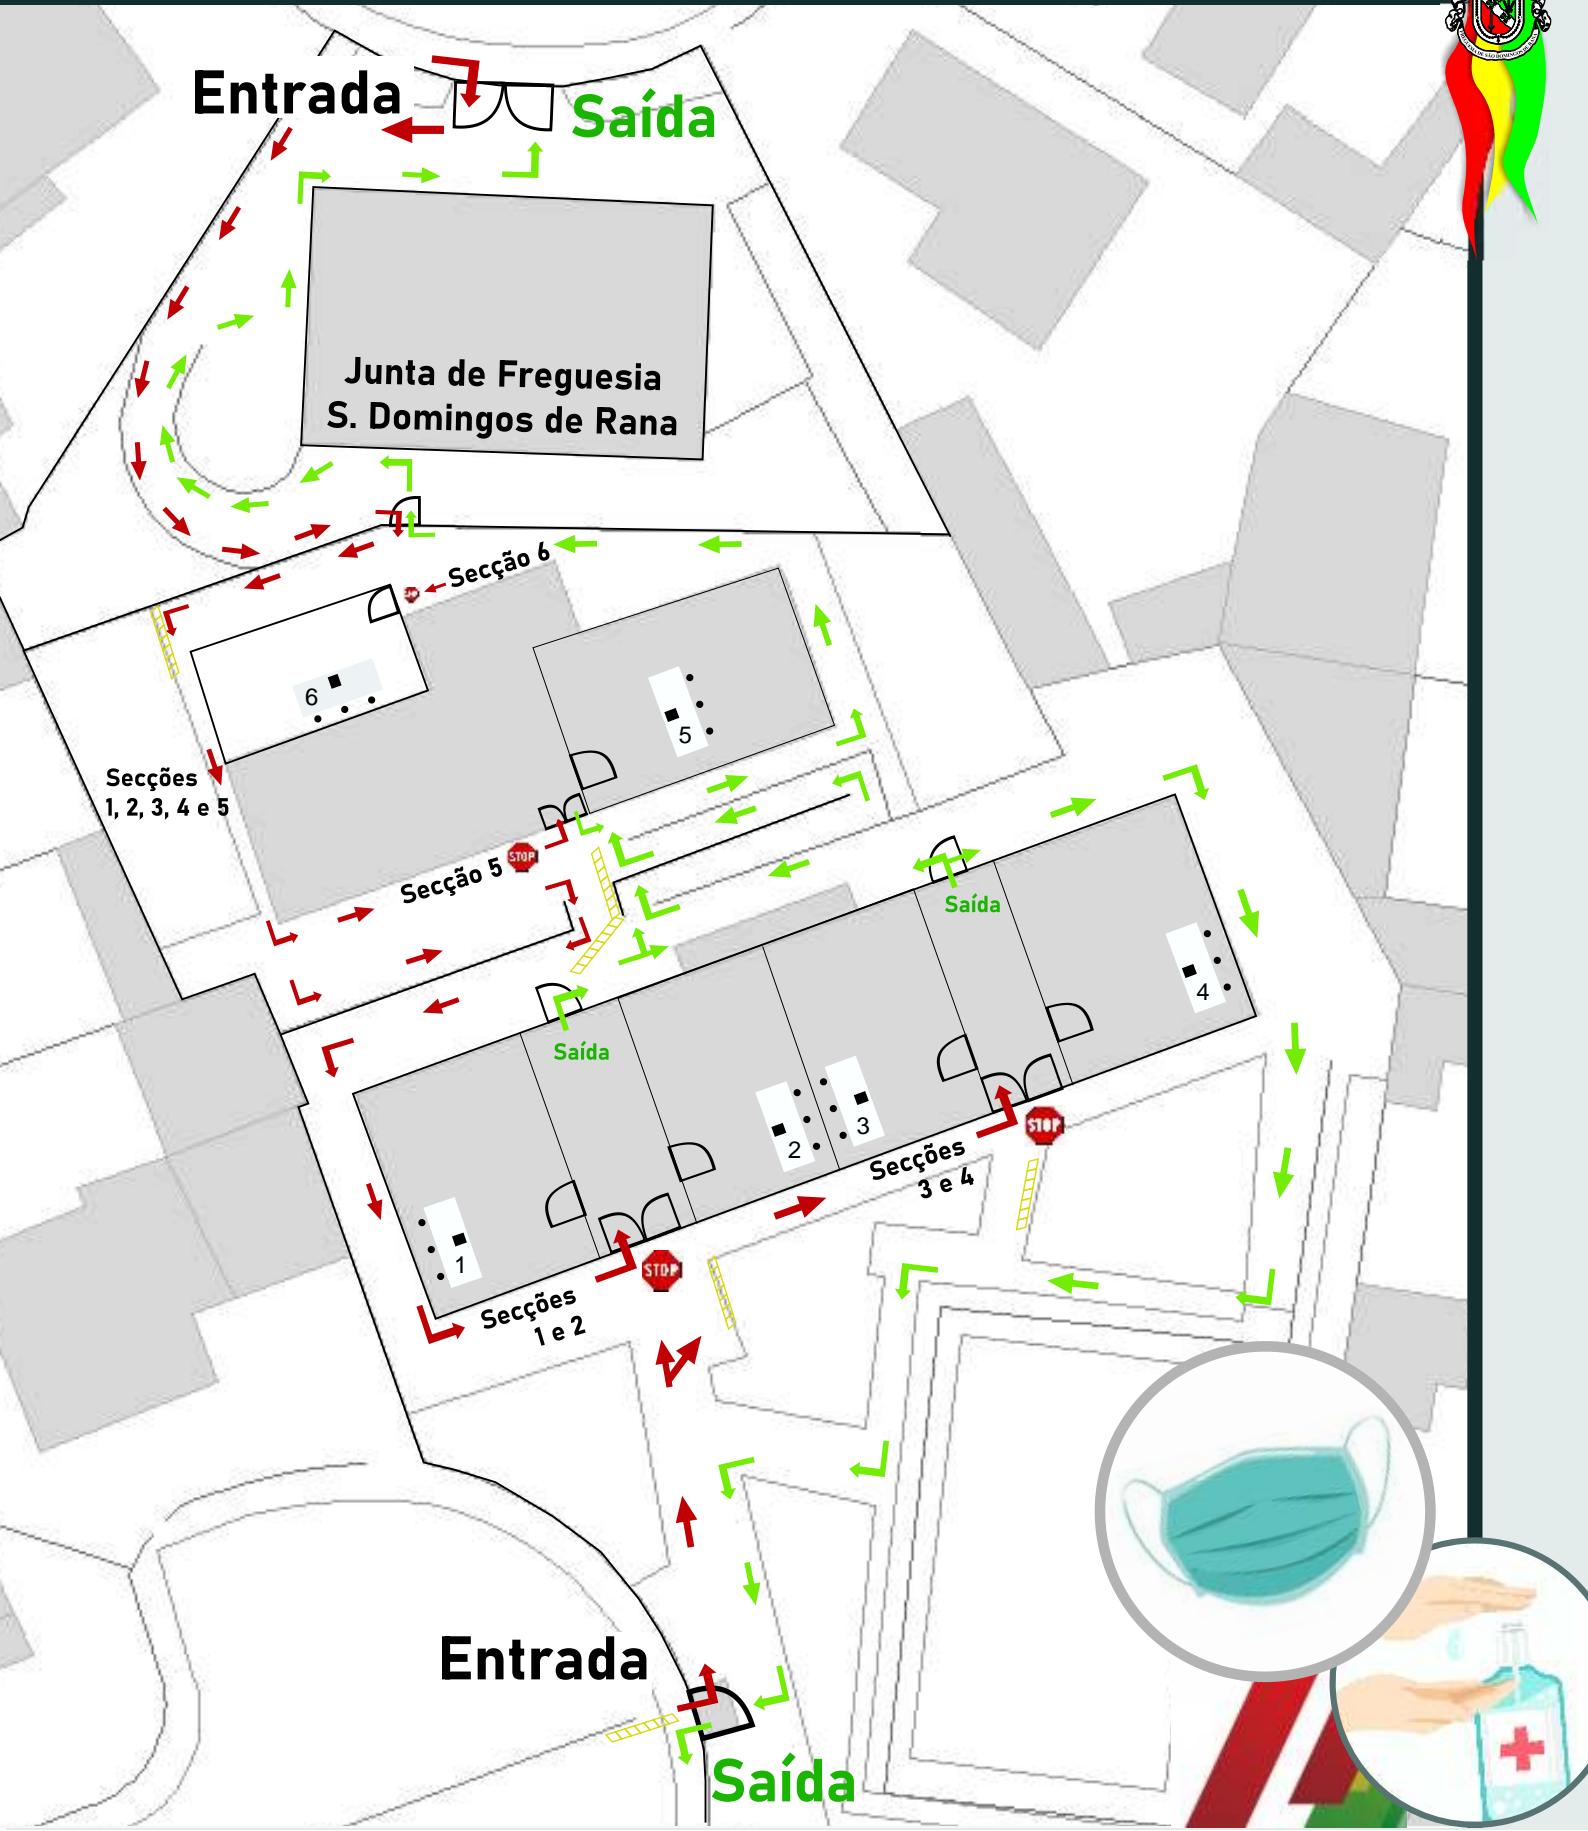 Entrada
Saída
Junta de Freguesia
S. Domingos de Rana
Secção 6
6
5
Secções
1, 2, 3, 4 e 5
STOP
Secção 5
Saída
4
Saída
3
2
STOP
Secções
3 e 4
1
STOP
Secções
1 e 2
Entrada
Saída